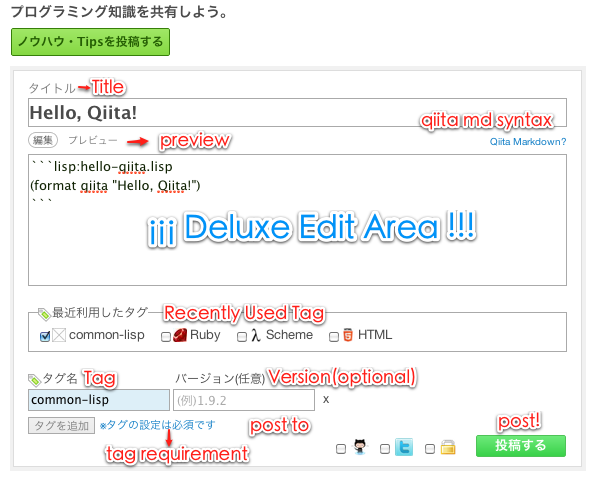 プログラミング知識を共有しよう。
ノウハウ・Tipsを投稿する
タイトル Title
Hello, Qiita!
qiita md syntax
編集 プレビュー preview
Qiita Markdown?
```lisp:hello-qiita.lisp
(format qiita "Hello, Qiita!")
```
¡¡¡ Deluxe Edit Area !!!
最近利用したタグ Recently Used Tag
common-lisp Ruby λ Scheme HTML
タグ名 Tag バージョン(任意) Version(optional)
common-lisp (例)1.9.2 x
タグを追加 ※タグの設定は必須です post to post!
tag requirement 投稿する